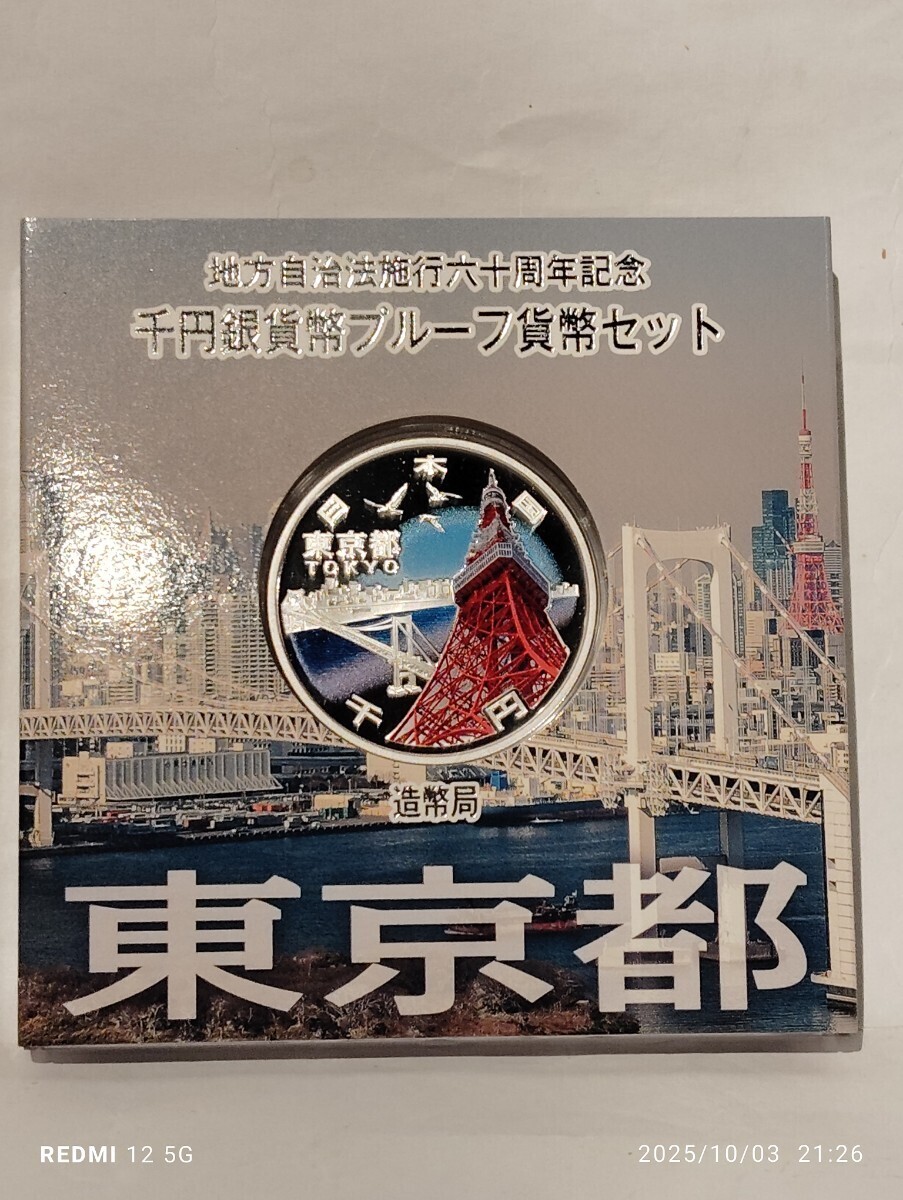 地方自治法施行六十周年記念
千円銀貨幣プルーフ貨幣セット
日本国
東京都
TOKYO
千円
造幣局
東京都
REDMI 12 5G
2025/10/03 21:26